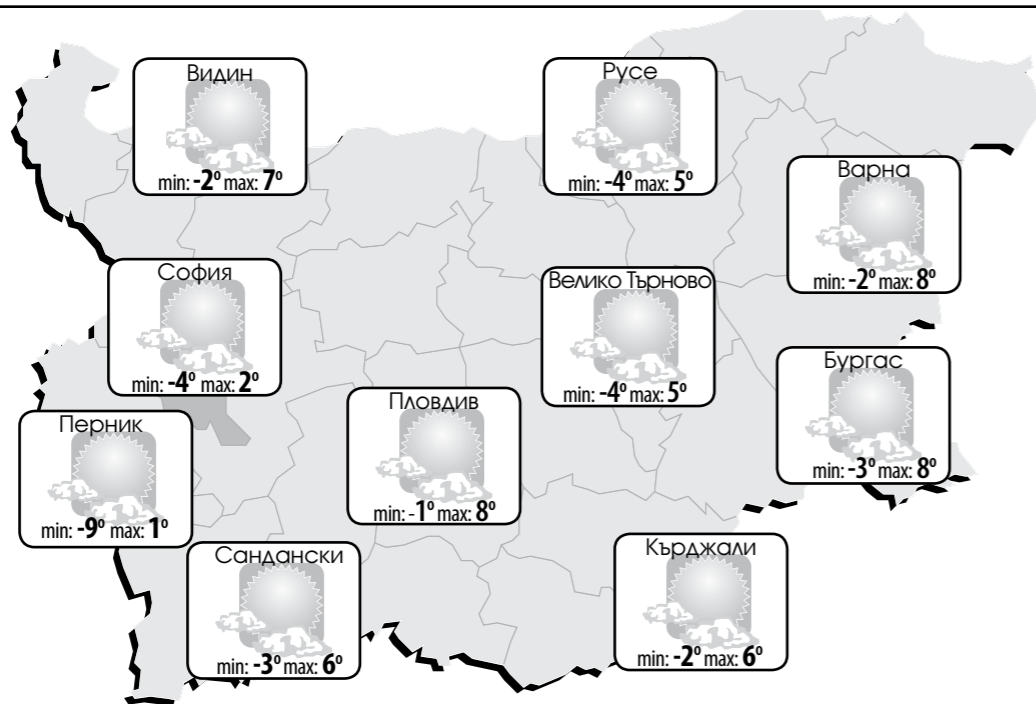 Видин
min: -2° max: 7°
Русе
min: -4° max: 5°
Варна
min: -2° max: 8°
София
min: -4° max: 2°
Велико Търново
min: -4° max: 5°
Бургас
min: -3° max: 8°
Пловдив
min: -1° max: 8°
Перник
min: -9° max: 1°
Сандански
min: -3° max: 6°
Кърджали
min: -2° max: 6°